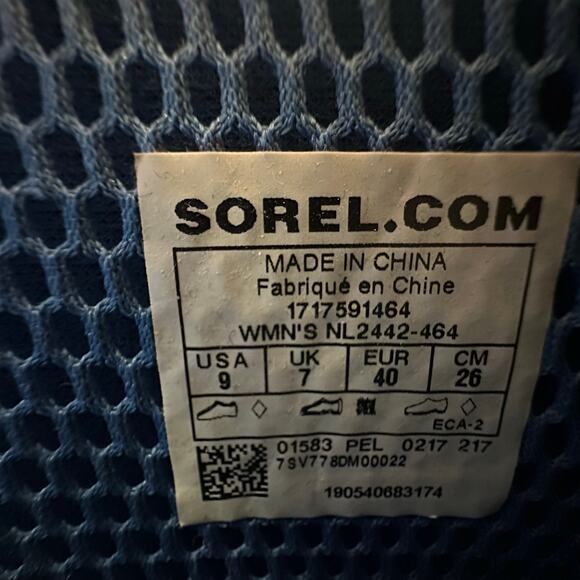 SOREL.COM
MADE IN CHINA
Fabriqué en Chine
1717591464
WMN'S NL2442-464
USA UK EUR CM
9 7 40 26
ECA-2
01583 PEL 0217 217
7SV778DM00022
190540683174